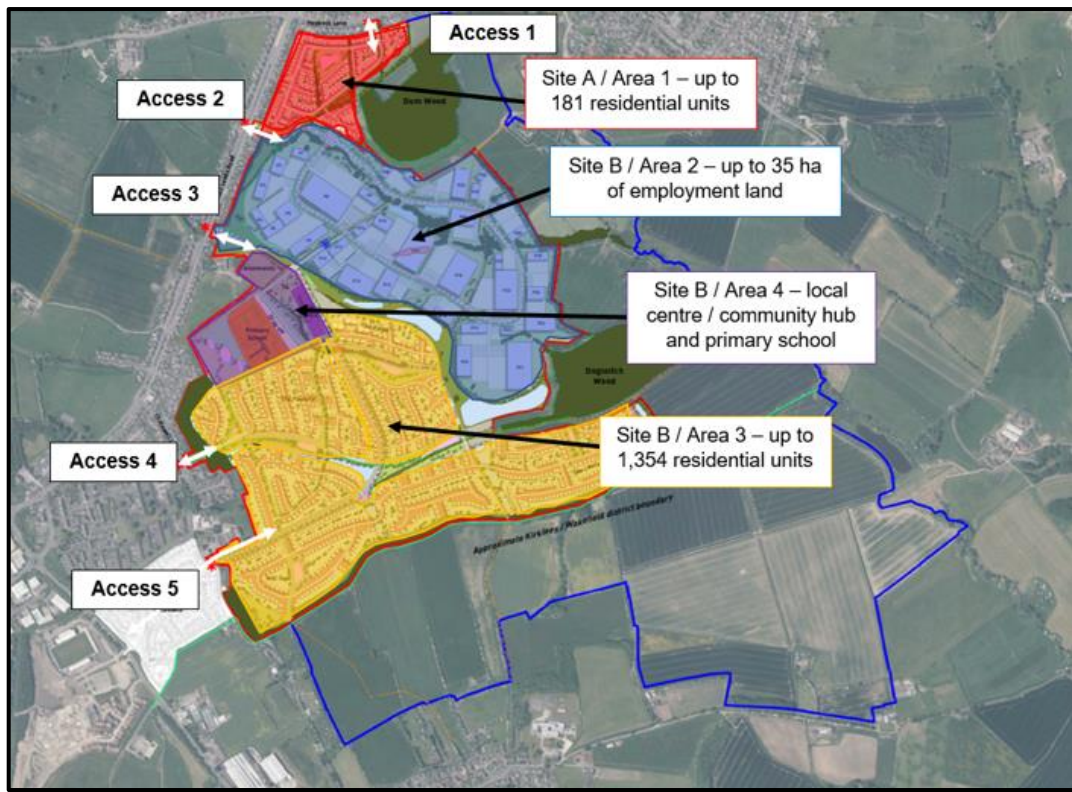 Access 1
Site A / Area 1 – up to
181 residential units
Access 2
Dum Wood
Site B / Area 2 – up to 35 ha
of employment land
Access 3
Site B / Area 4 – local
centre / community hub
and primary school
Primary
School
Dogloitch
Wood
Site B / Area 3 – up to
1,354 residential units
Access 4
Approximate Kirklees / Wakefield district boundary
Access 5